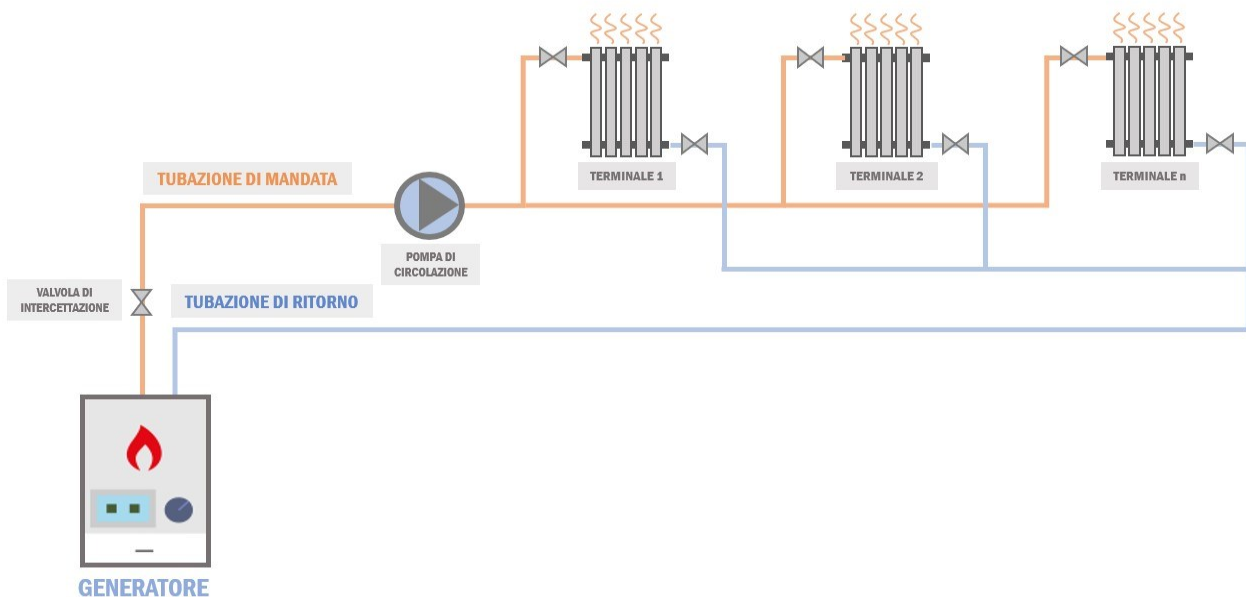 TERMINALE 1
TERMINALE 2
TERMINALE n
TUBAZIONE DI MANDATA
POMPA DI
CIRCOLAZIONE
VALVOLA DI
INTERCETTAZIONE
TUBAZIONE DI RITORNO
GENERATORE